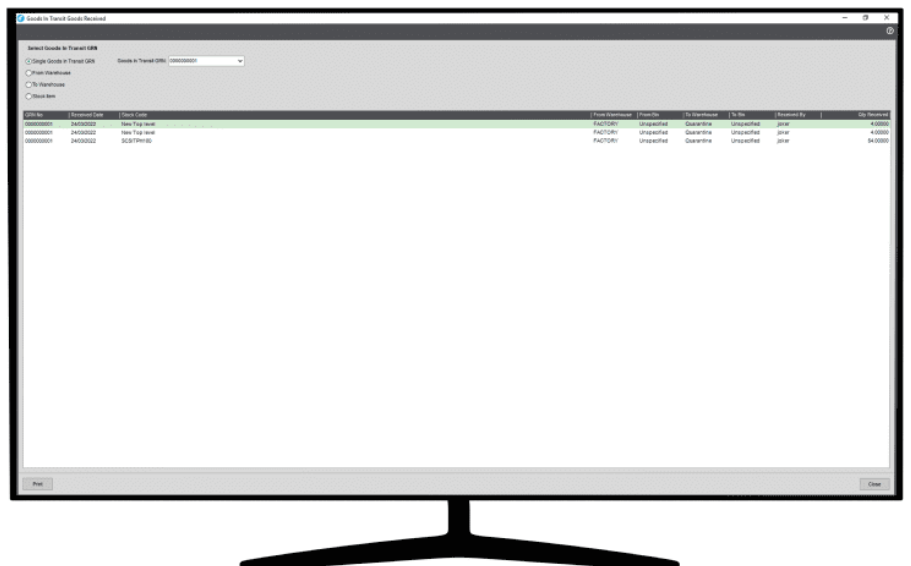 Goods In Transit Goods Received
Select Goods In Transit GRN
Single Goods In Transit GRN Goods In Transit GRN 0000000001
From Warehouse
To Warehouse
Stock Item
GRN No Received Date Stock Code From Warehouse From Bin To Warehouse To Bin Received By Qty Received
0000000001 24/03/2022 New Top level FACTORY Unspecified Quarantine Unspecified joker 4.00000
0000000001 24/03/2022 New Top level FACTORY Unspecified Quarantine Unspecified joker 4.00000
0000000001 24/03/2022 FACTORY Unspecified Quarantine Unspecified joker 94.00000
Print Close